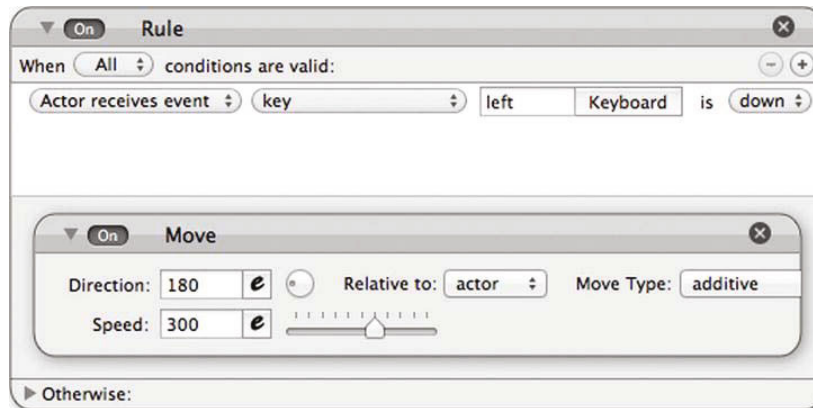 On Rule
When All conditions are valid:
Actor receives event key left Keyboard is down
On Move
Direction: 180 e Relative to: actor Move Type: additive
Speed: 300 e
Otherwise: